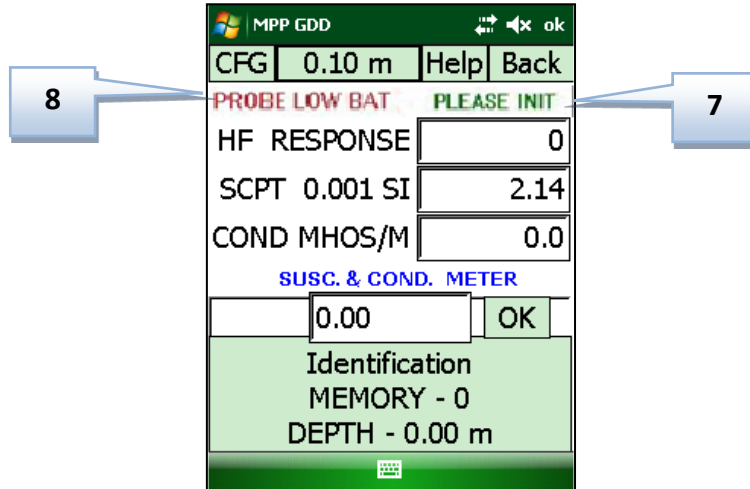 MPP GDD ok
CFG 0.10 m Help Back
8 PROBE LOW BAT PLEASE INIT 7
HF RESPONSE 0
SCPT 0.001 SI 2.14
COND MHOS/M 0.0
SUSC. & COND. METER
0.00 OK
Identification
MEMORY - 0
DEPTH - 0.00 m